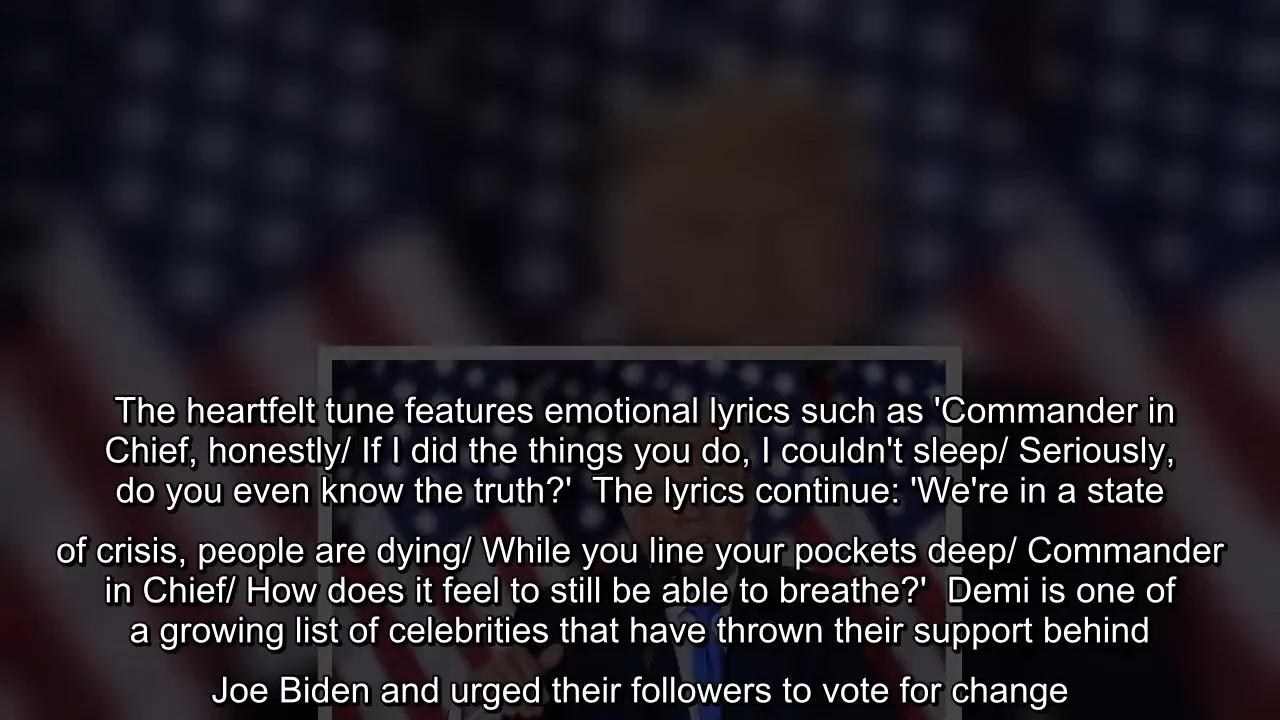 The heartfelt tune features emotional lyrics such as 'Commander in
Chief, honestly/ If I did the things you do, I couldn't sleep/ Seriously,
do you even know the truth?'  The lyrics continue: 'We're in a state
of crisis, people are dying/ While you line your pockets deep/ Commander
in Chief/ How does it feel to still be able to breathe?'  Demi is one of
a growing list of celebrities that have thrown their support behind
Joe Biden and urged their followers to vote for change